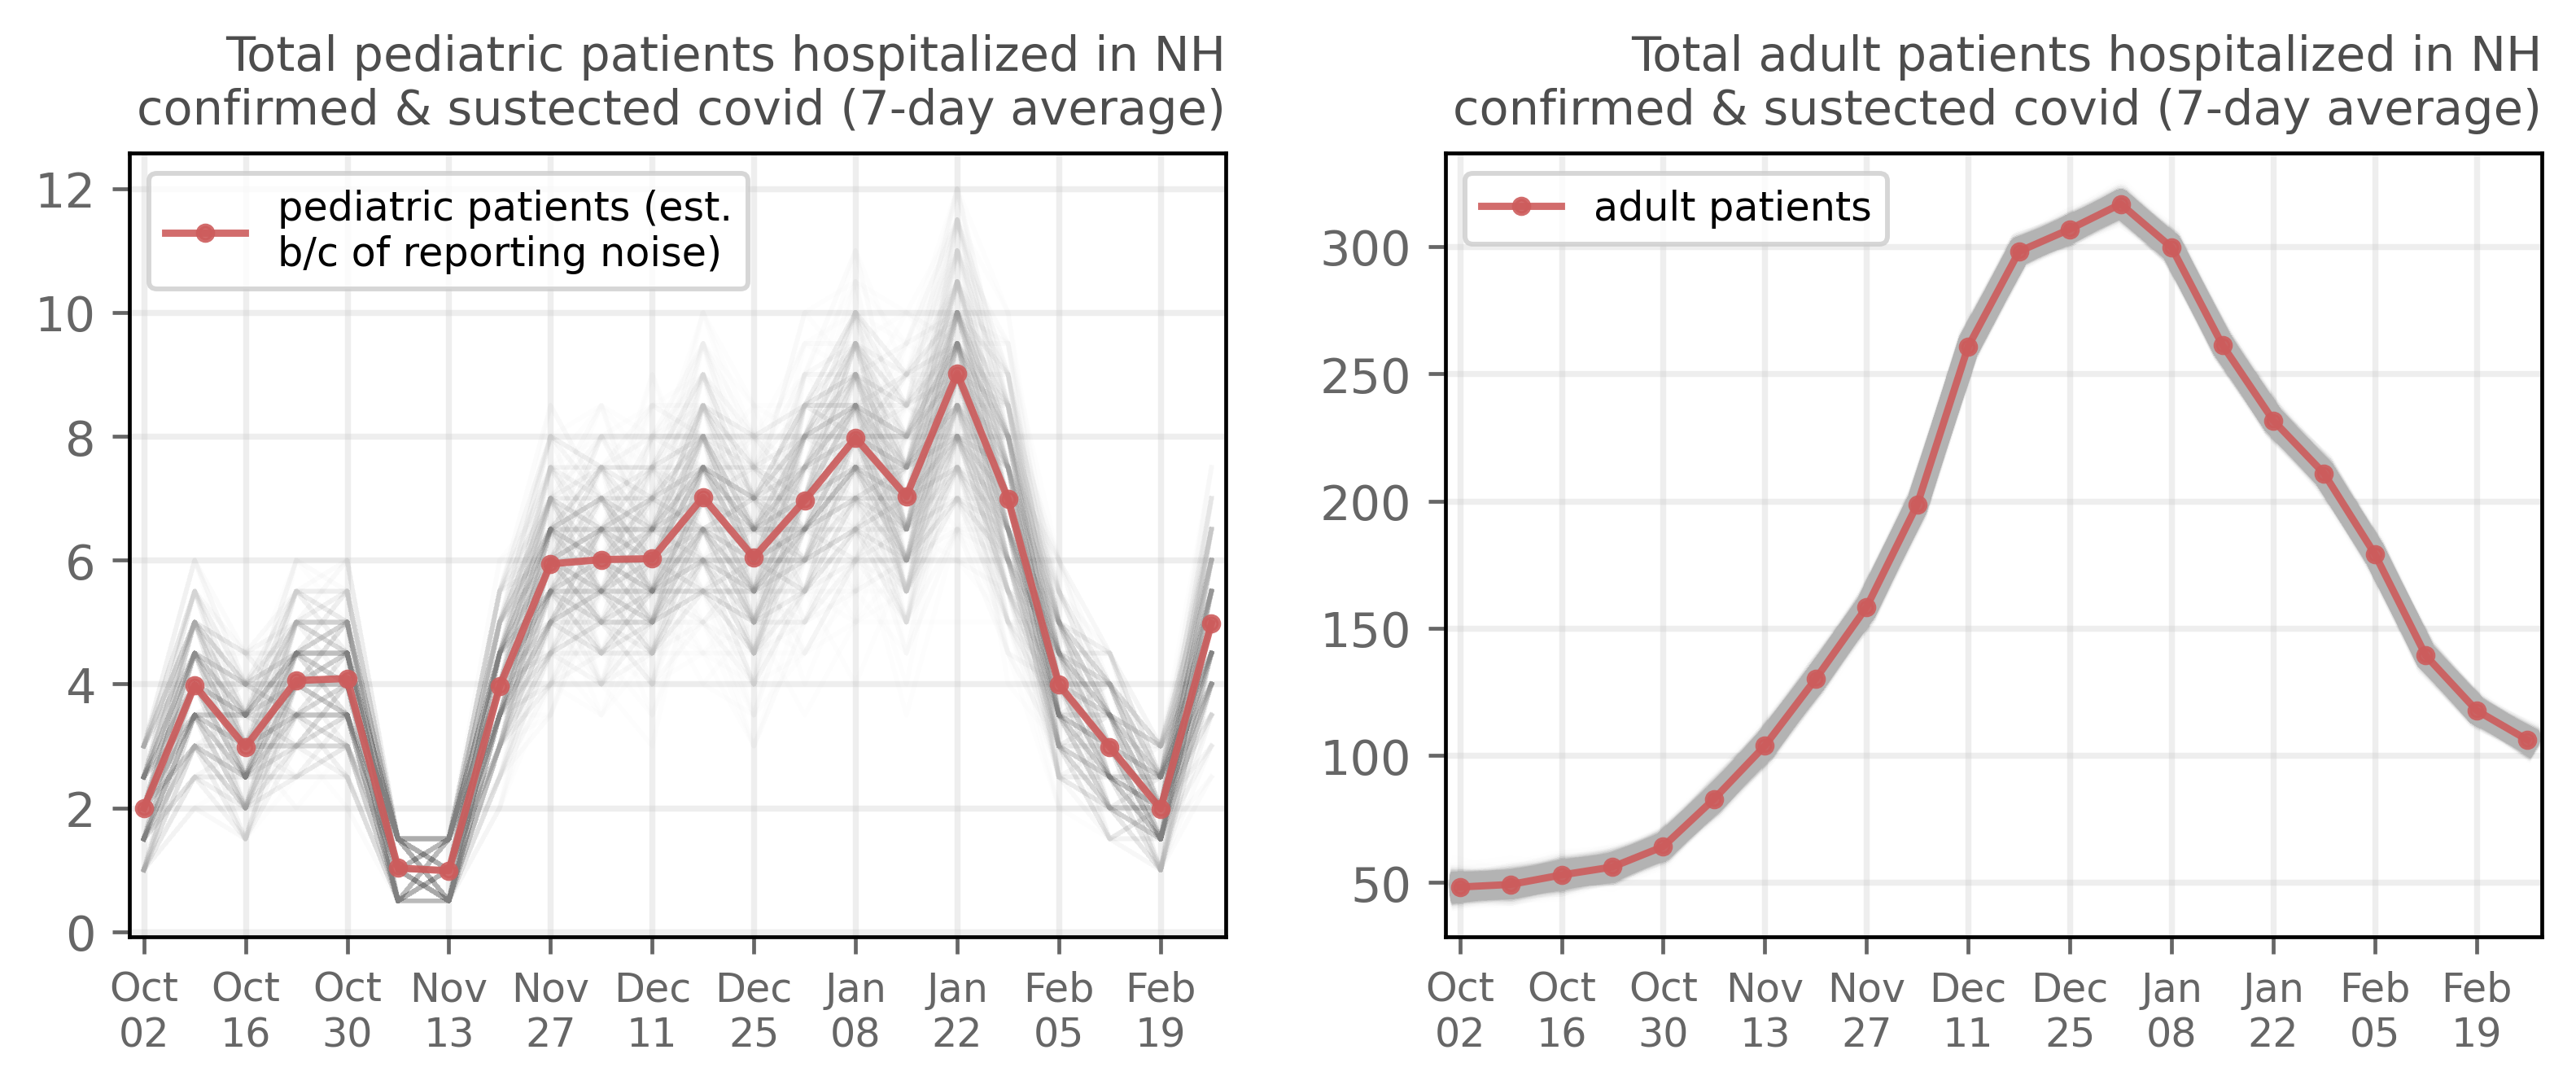 Total pediatric patients hospitalized in NH
confirmed & sustected covid (7-day average)
pediatric patients (est.
b/c of reporting noise)
12
10
8
6
4
2
0
Oct Oct Oct Nov Nov Dec Dec Jan Jan Feb Feb
02 16 30 13 27 11 25 08 22 05 19
Total adult patients hospitalized in NH
confirmed & sustected covid (7-day average)
adult patients
300
250
200
150
100
50
Oct Oct Oct Nov Nov Dec Dec Jan Jan Feb Feb
02 16 30 13 27 11 25 08 22 05 19